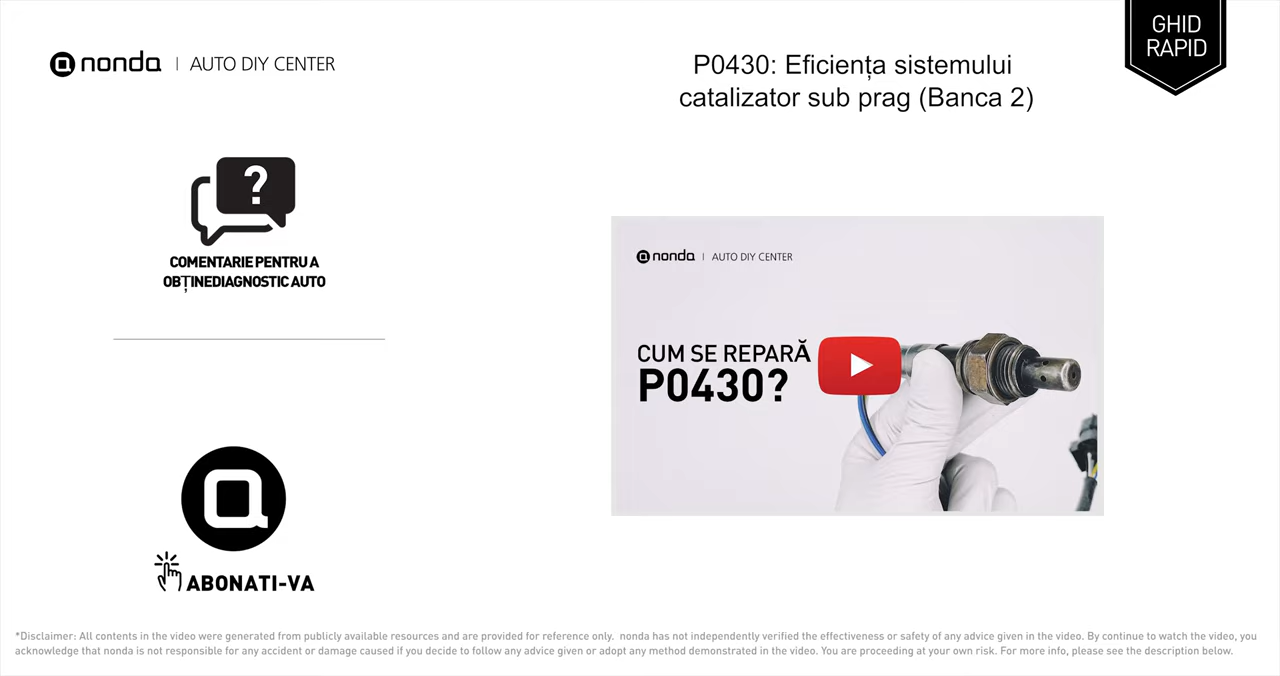 nonda | AUTO DIY CENTER
GHID
RAPID
P0430: Eficiența sistemului
catalizator sub prag (Banca 2)
?
COMENTARIE PENTRU A
OBȚINEDIAGNOSTIC AUTO
nonda | AUTO DIY CENTER
CUM SE REPARĂ
P0430?
ABONATI-VA
*Disclaimer: All contents in the video were generated from publicly available resources and are provided for reference only. nonda has not independently verified the effectiveness or safety of any advice given in the video. By continue to watch the video, you
acknowledge that nonda is not responsible for any accident or damage caused if you decide to follow any advice given or adopt any method demonstrated in the video. You are proceeding at your own risk. For more info, please see the description below.